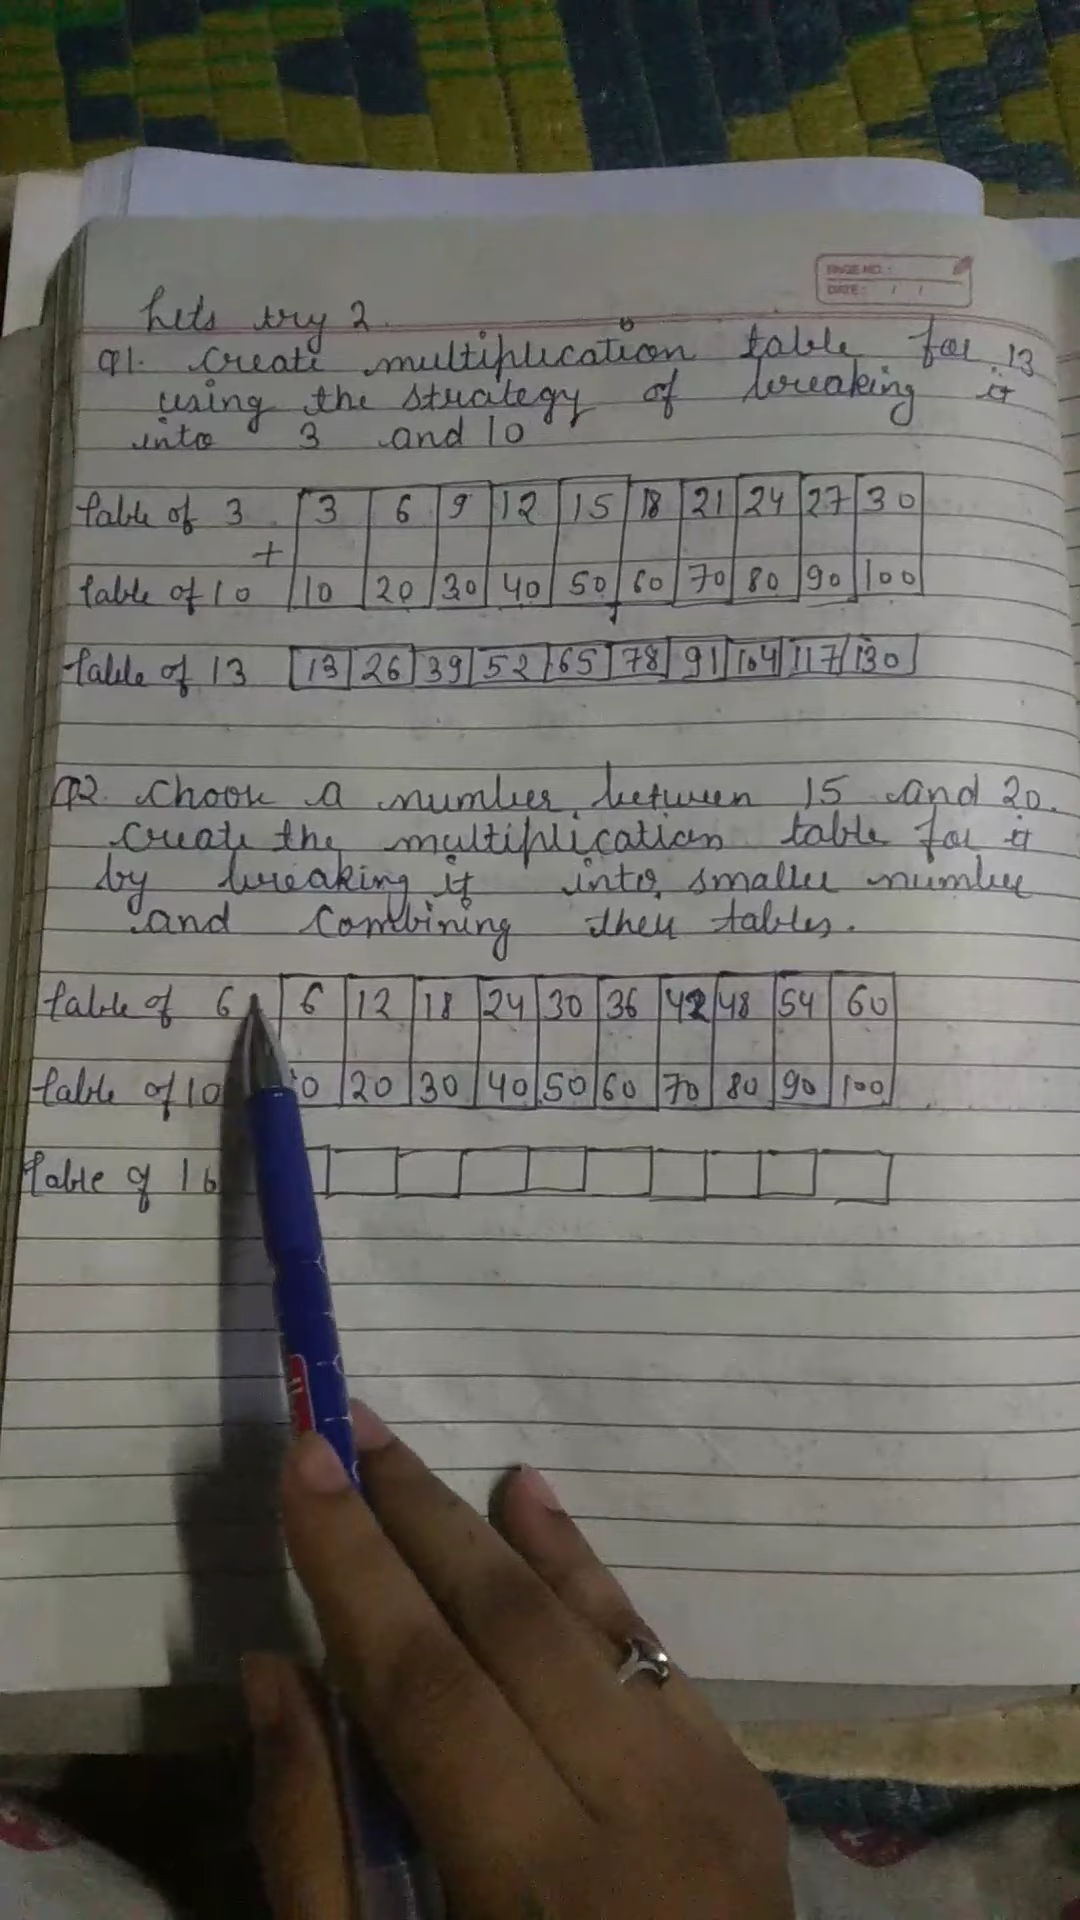 Lets try 2.
PAGE NO.:
DATE: / /
Q1. Create multiplication table for 13
using the strategy of breaking it
into 3 and 10
Table of 3 3 6 9 12 15 18 21 24 27 30
+
Table of 10 10 20 30 40 50 60 70 80 90 100
Table of 13 13 26 39 52 65 78 91 104 117 130
Q2. Choose a number between 15 and 20.
Create the multiplication table for it
by breaking it into smaller number
and combining their tables.
Table of 6 6 12 18 24 30 36 42 48 54 60
Table of 10 20 30 40 50 60 70 80 90 100
Table of 16